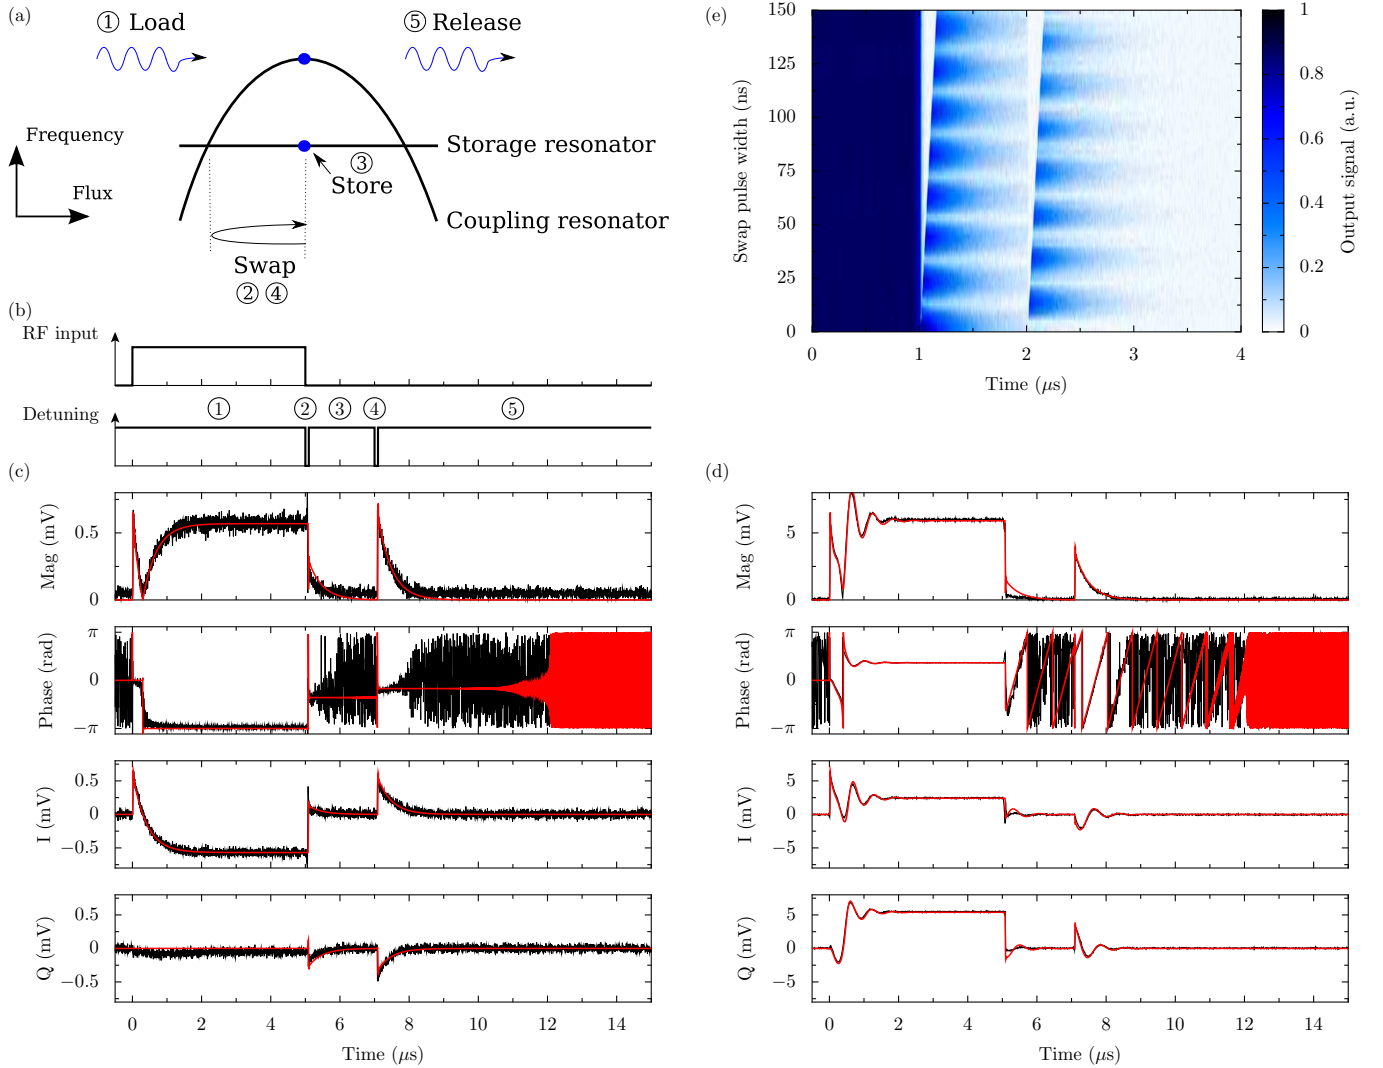 (a)
① Load
⑤ Release
Frequency
Flux
Storage resonator
③
Store
Coupling resonator
Swap
② ④
(b)
RF input
Detuning
① ② ③ ④ ⑤
(c)
Mag (mV)
0.5
0
Phase (rad)
π
0
−π
I (mV)
0.5
0
−0.5
Q (mV)
0.5
0
−0.5
0 2 4 6 8 10 12 14
Time (μs)
(d)
Mag (mV)
5
0
Phase (rad)
π
0
−π
I (mV)
5
0
−5
Q (mV)
5
0
−5
0 2 4 6 8 10 12 14
Time (μs)
(e)
Swap pulse width (ns)
150
125
100
75
50
25
0
0 1 2 3 4
Time (μs)
1
0.8
0.6
0.4
0.2
0
Output signal (a.u.)